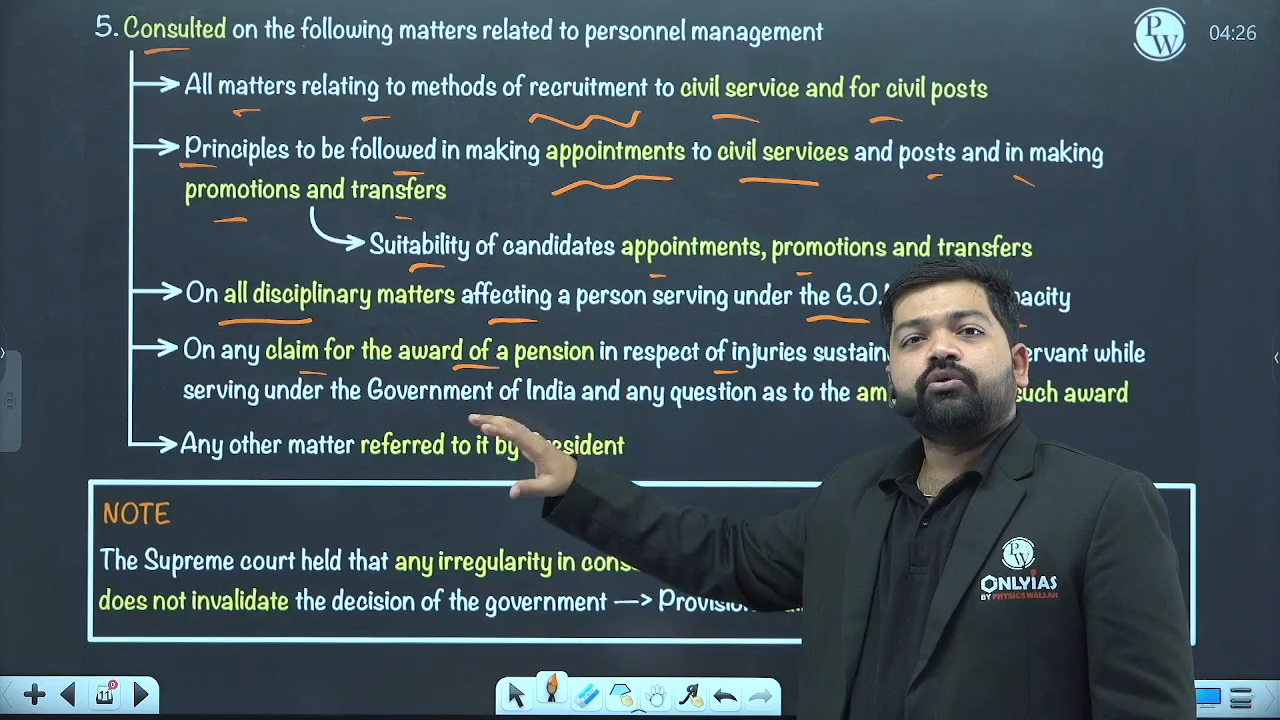 5. Consulted on the following matters related to personnel management
PW
04:26
All matters relating to methods of recruitment to civil service and for civil posts
Principles to be followed in making appointments to civil services and posts and in making
promotions and transfers
Suitability of candidates appointments, promotions and transfers
On all disciplinary matters affecting a person serving under the G.O.
On any claim for the award of a pension in respect of injuries while
serving under the Government of India and any question as to the such award
Any other matter referred to it by
NOTE
The Supreme court held that any irregularity in
does not invalidate the decision of the government
PW
ONLYIAS
BY PHYSICS WALLAH
11
0